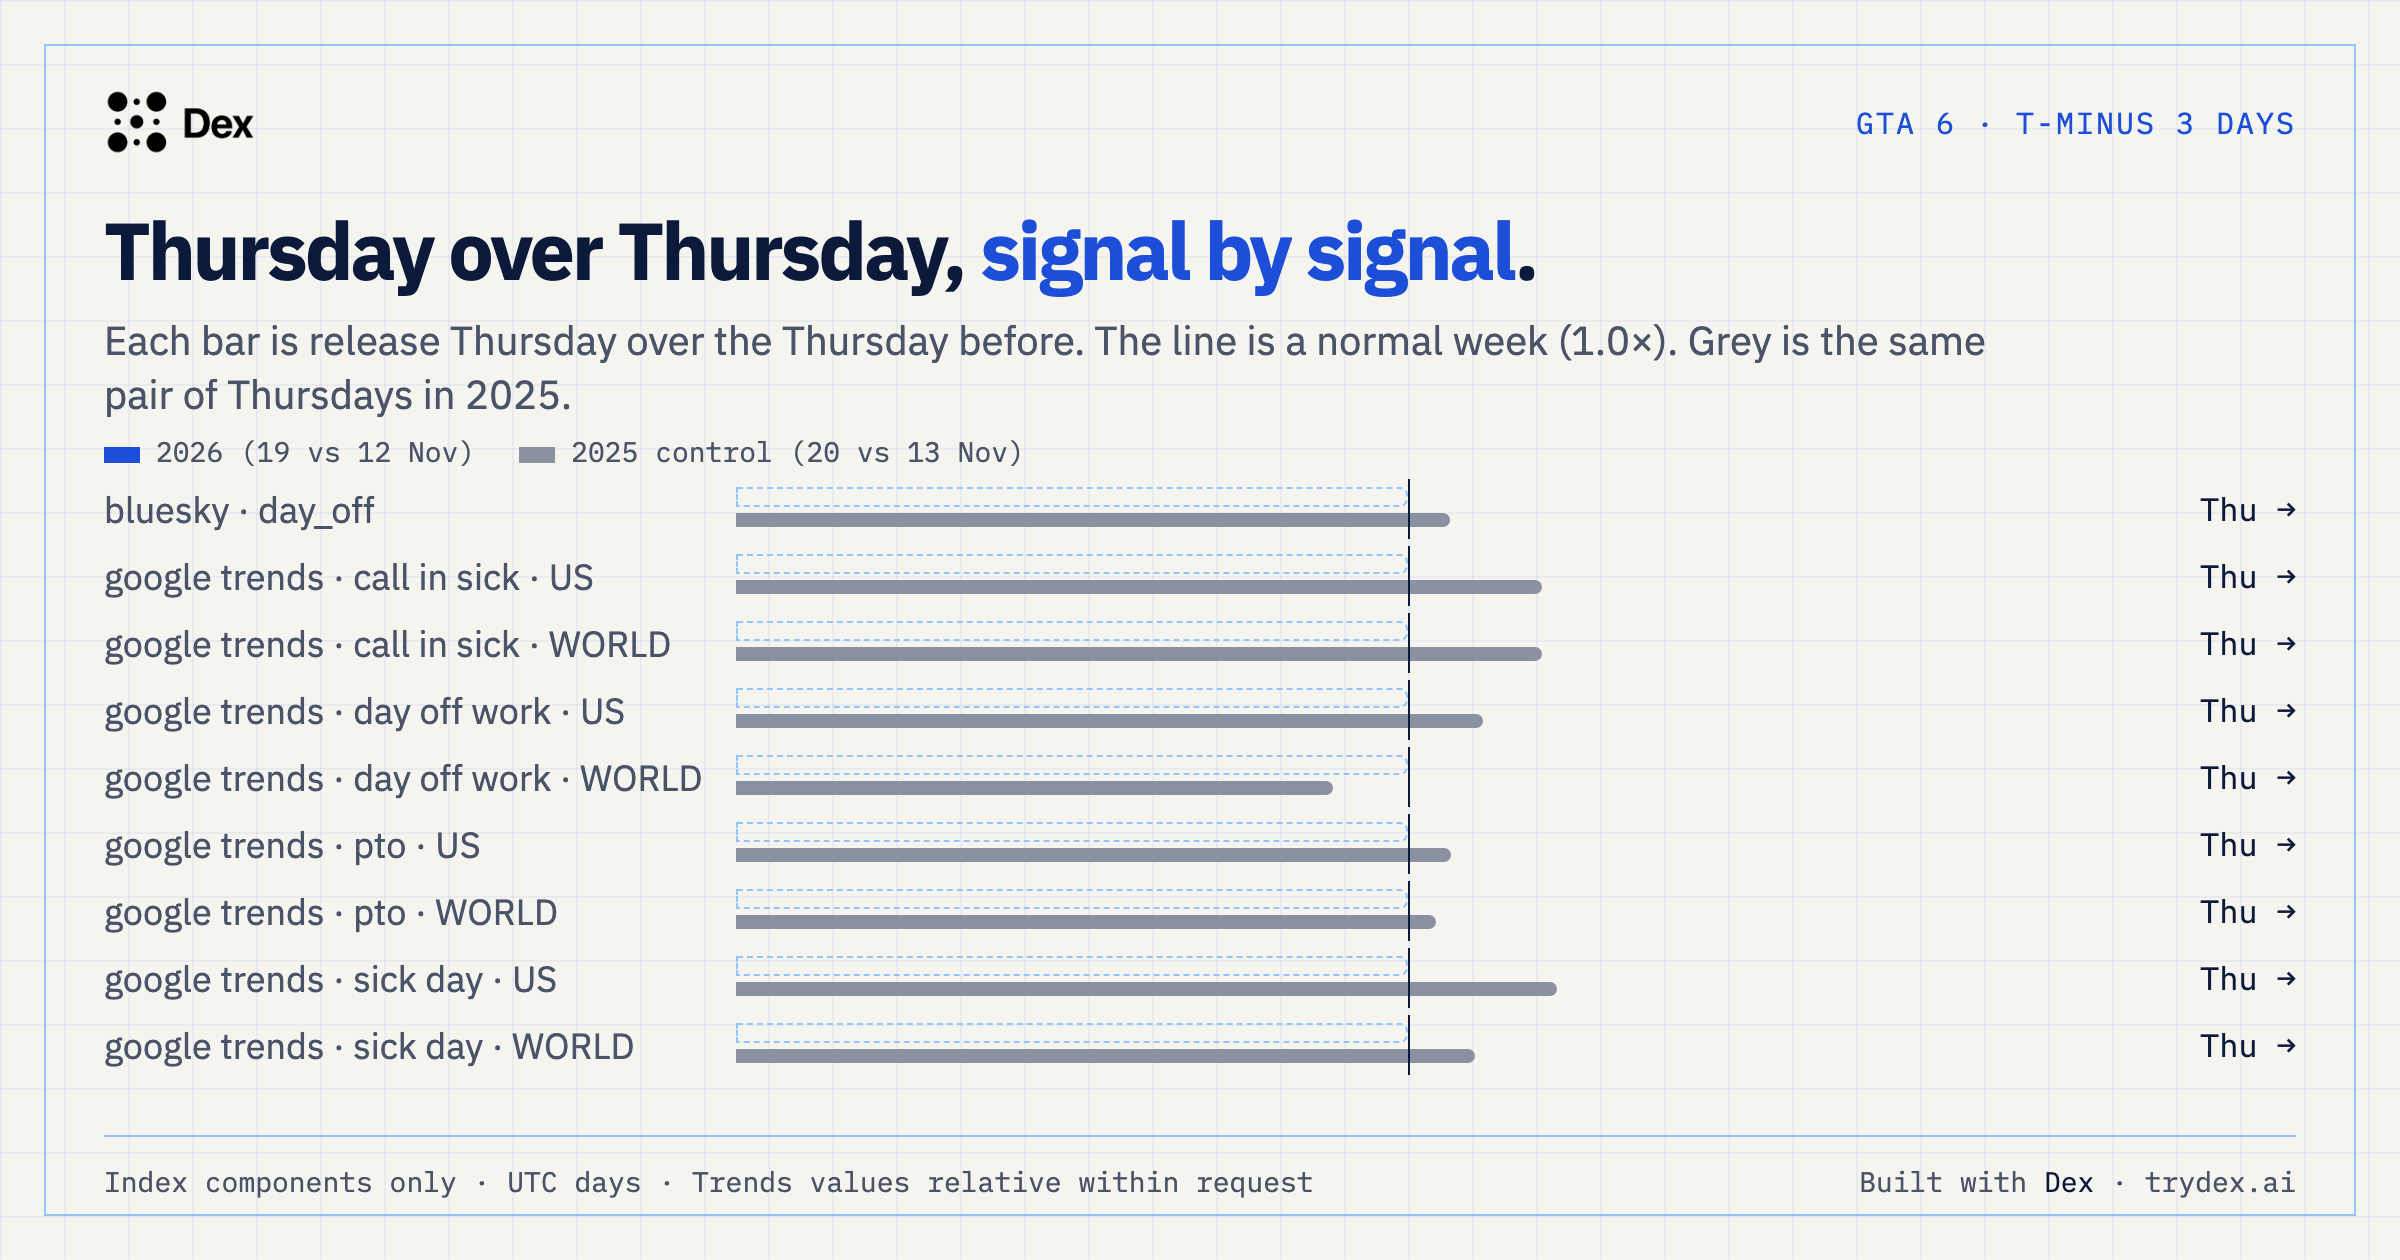 Dex
GTA 6 · T-MINUS 3 DAYS
Thursday over Thursday, signal by signal.
Each bar is release Thursday over the Thursday before. The line is a normal week (1.0×). Grey is the same
pair of Thursdays in 2025.
2026 (19 vs 12 Nov) 2025 control (20 vs 13 Nov)
bluesky · day_off Thu →
google trends · call in sick · US Thu →
google trends · call in sick · WORLD Thu →
google trends · day off work · US Thu →
google trends · day off work · WORLD Thu →
google trends · pto · US Thu →
google trends · pto · WORLD Thu →
google trends · sick day · US Thu →
google trends · sick day · WORLD Thu →
Index components only · UTC days · Trends values relative within request
Built with Dex · trydex.ai